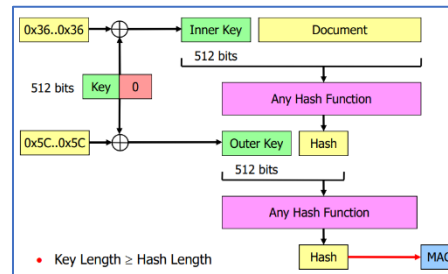 0x36..0x36
Inner Key
Document
512 bits
512 bits
Key
0
Any Hash Function
0x5C..0x5C
Outer Key
Hash
512 bits
Any Hash Function
• Key Length ≥ Hash Length
Hash
MAC